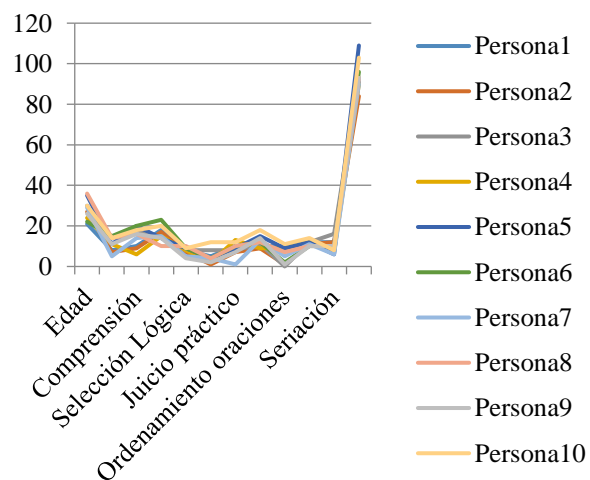 120
100
80
60
40
20
0
Edad
Comprensión
Selección Lógica
Juicio práctico
Ordenamiento oraciones
Seriación
Persona1
Persona2
Persona3
Persona4
Persona5
Persona6
Persona7
Persona8
Persona9
Persona10